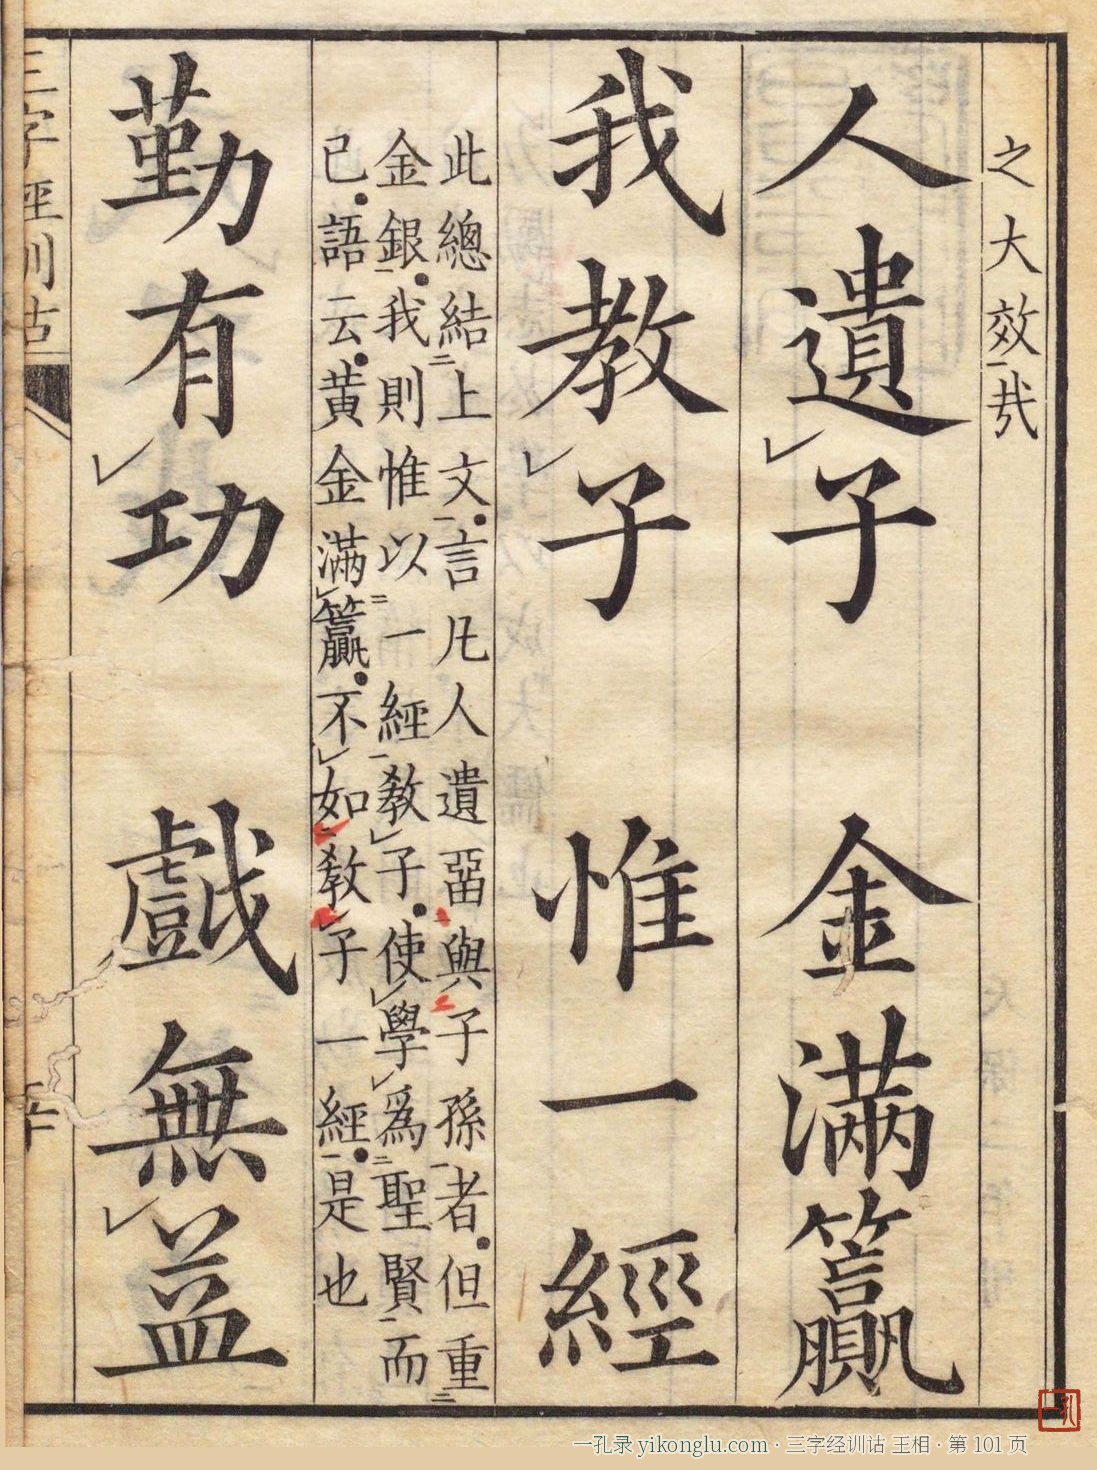 之大效哉
人遺子 金滿籯
我教子 惟一經
此總結上文言凡人遺留與子孫者但重
金銀我則惟以一經教子使學爲聖賢而
已語云黃金滿籯不如教子一經是也
勤有功 戲無益
三字經訓詁
一孔录 yikonglu.com · 三字经训诂 王相 · 第 101 页